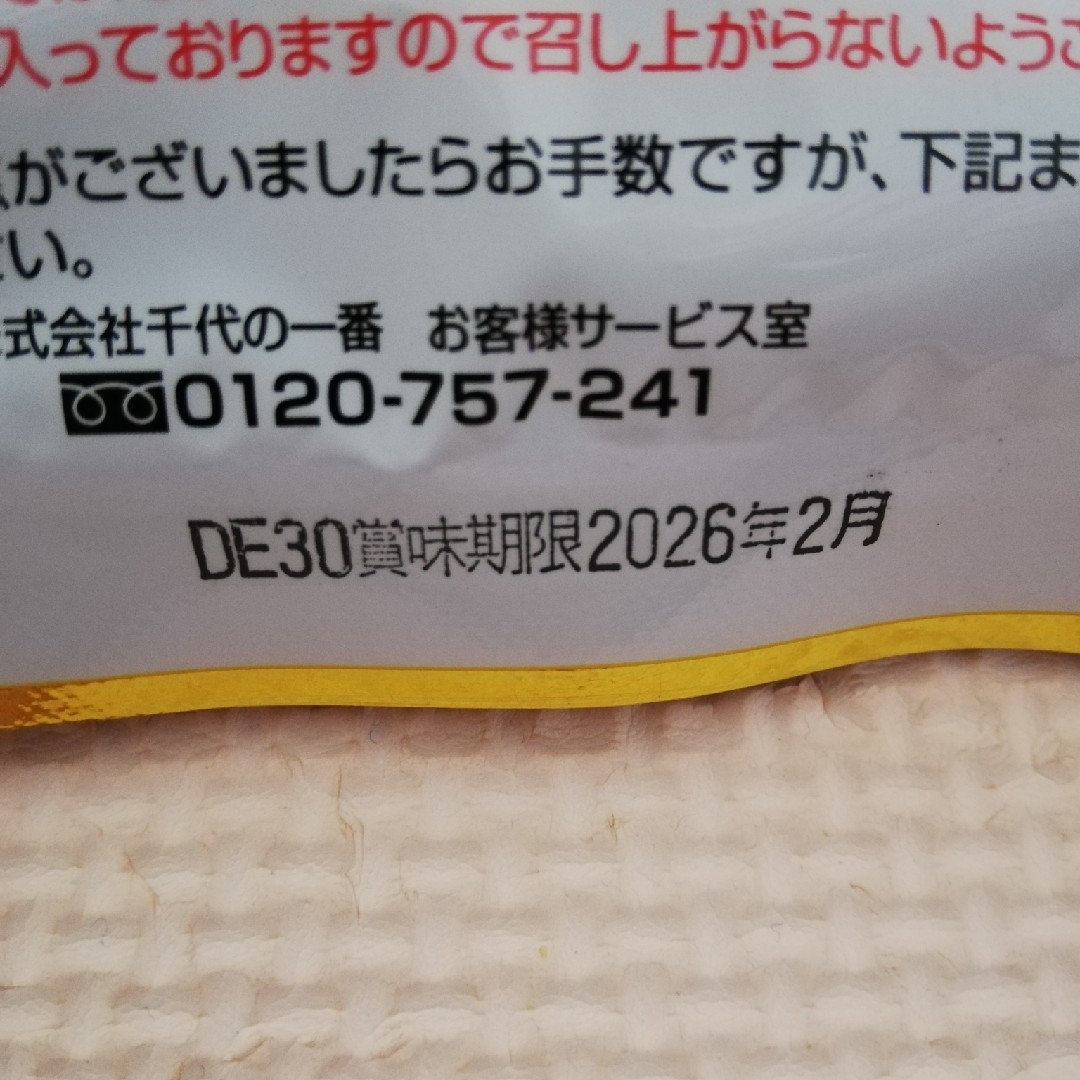 入っておりますので召し上がらないよう
がございましたらお手数ですが、下記ま
い。
式会社千代の一番 お客様サービス室
0120-757-241
DE30賞味期限2026年2月